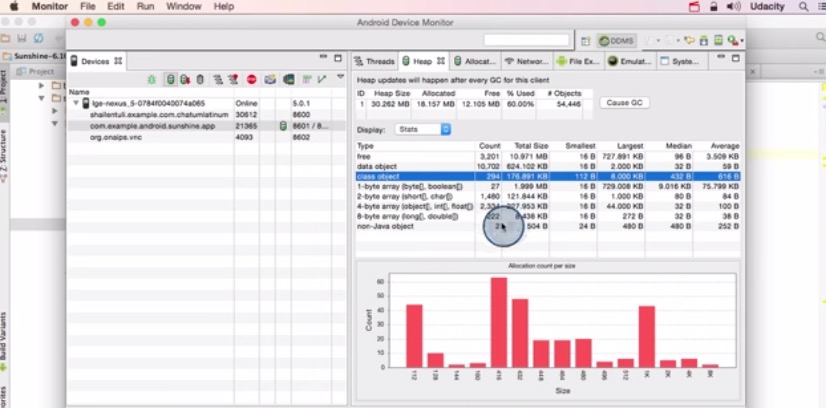 Monitor File Edit Run Window Help Udacity
Android Device Monitor
DDMS
Sunshine-6.1
Project
1: Project
Z: Structure
Build Variants
Devices
Name
lge-nexus_5-0784f0040074a065 Online 5.0.1
shailentuli.example.com.chatumlatinum 30612 8600
com.example.android.sunshine.app 21365 8601 / 8...
org.onaips.vnc 4093 8602
Threads Heap Allocat... Networ... File Ex... Emulat... Syste...
Heap updates will happen after every GC for this client
ID Heap Size Allocated Free % Used # Objects
1 30.262 MB 18.157 MB 12.105 MB 60.00% 54,446
Cause GC
Display: Stats
Type Count Total Size Smallest Largest Median Average
free 3,201 10.971 MB 16 B 727.891 KB 96 B 3.509 KB
data object 10,702 624.102 KB 16 B 2.000 KB 32 B 59 B
class object 294 176.891 KB 112 B 8.000 KB 432 B 616 B
1-byte array (byte[], boolean[]) 27 1.999 MB 16 B 729.008 KB 9.016 KB 75.799 KB
2-byte array (short[], char[]) 1,480 121.844 KB 16 B 1.000 KB 80 B 84 B
4-byte array (object[], int[], float[]) 16 B 44.000 KB 32 B 100 B
8-byte array (long[], double[]) 222 16 B 272 B 32 B 38 B
non-Java object 504 B 24 B 480 B 480 B 252 B
Allocation count per size
Count
60
50
40
30
20
10
0
112 128 144 160 416 432 448 464 480 496 512 1K 2K 4K 8K
Size